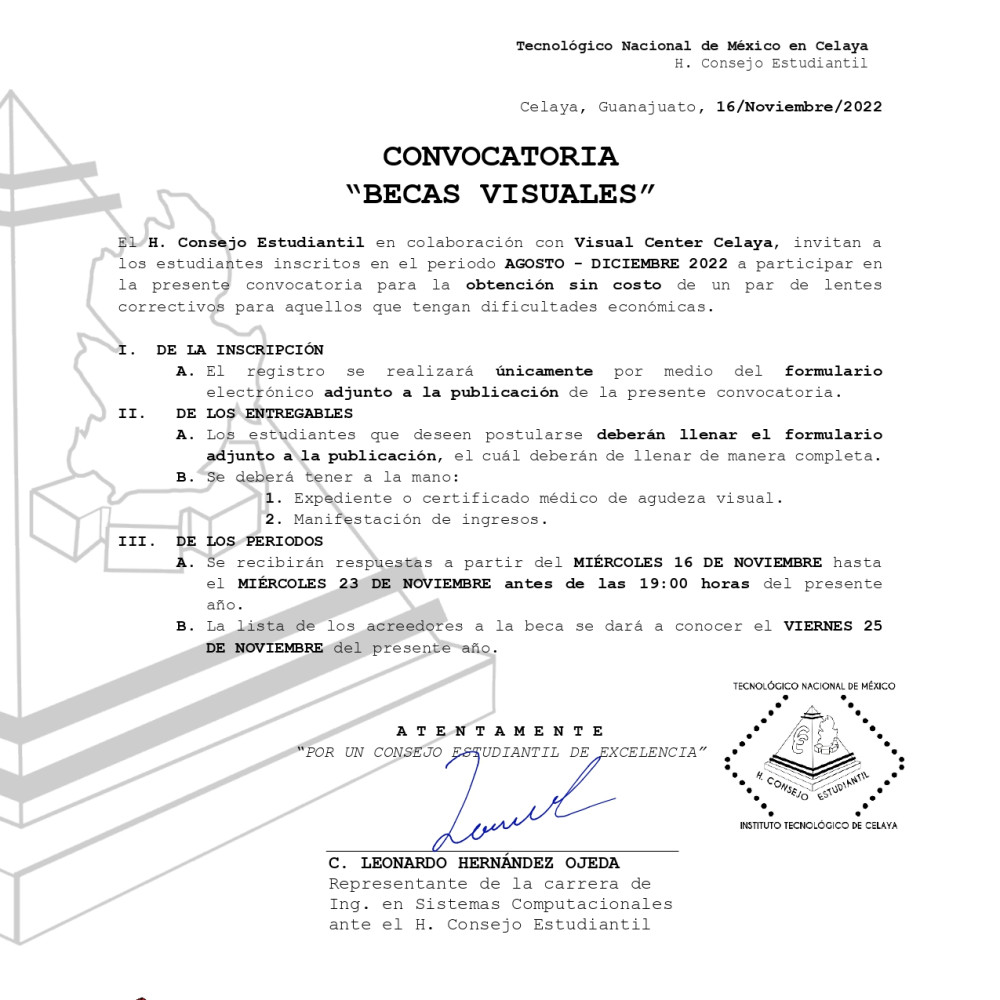 Tecnológico Nacional de México en Celaya
H. Consejo Estudiantil
Celaya, Guanajuato, 16/Noviembre/2022
CONVOCATORIA
“BECAS VISUALES”
El H. Consejo Estudiantil en colaboración con Visual Center Celaya, invitan a
los estudiantes inscritos en el periodo AGOSTO - DICIEMBRE 2022 a participar en
la presente convocatoria para la obtención sin costo de un par de lentes
correctivos para aquellos que tengan dificultades económicas.
I. DE LA INSCRIPCIÓN
A. El registro se realizará únicamente por medio del formulario
electrónico adjunto a la publicación de la presente convocatoria.
II. DE LOS ENTREGABLES
A. Los estudiantes que deseen postularse deberán llenar el formulario
adjunto a la publicación, el cuál deberán de llenar de manera completa.
B. Se deberá tener a la mano:
1. Expediente o certificado médico de agudeza visual.
2. Manifestación de ingresos.
III. DE LOS PERIODOS
A. Se recibirán respuestas a partir del MIÉRCOLES 16 DE NOVIEMBRE hasta
el MIÉRCOLES 23 DE NOVIEMBRE antes de las 19:00 horas del presente
año.
B. La lista de los acreedores a la beca se dará a conocer el VIERNES 25
DE NOVIEMBRE del presente año.
A T E N T A M E N T E
“POR UN CONSEJO ESTUDIANTIL DE EXCELENCIA”
C. LEONARDO HERNÁNDEZ OJEDA
Representante de la carrera de
Ing. en Sistemas Computacionales
ante el H. Consejo Estudiantil
TECNOLÓGICO NACIONAL DE MÉXICO
H. CONSEJO ESTUDIANTIL
INSTITUTO TECNOLÓGICO DE CELAYA